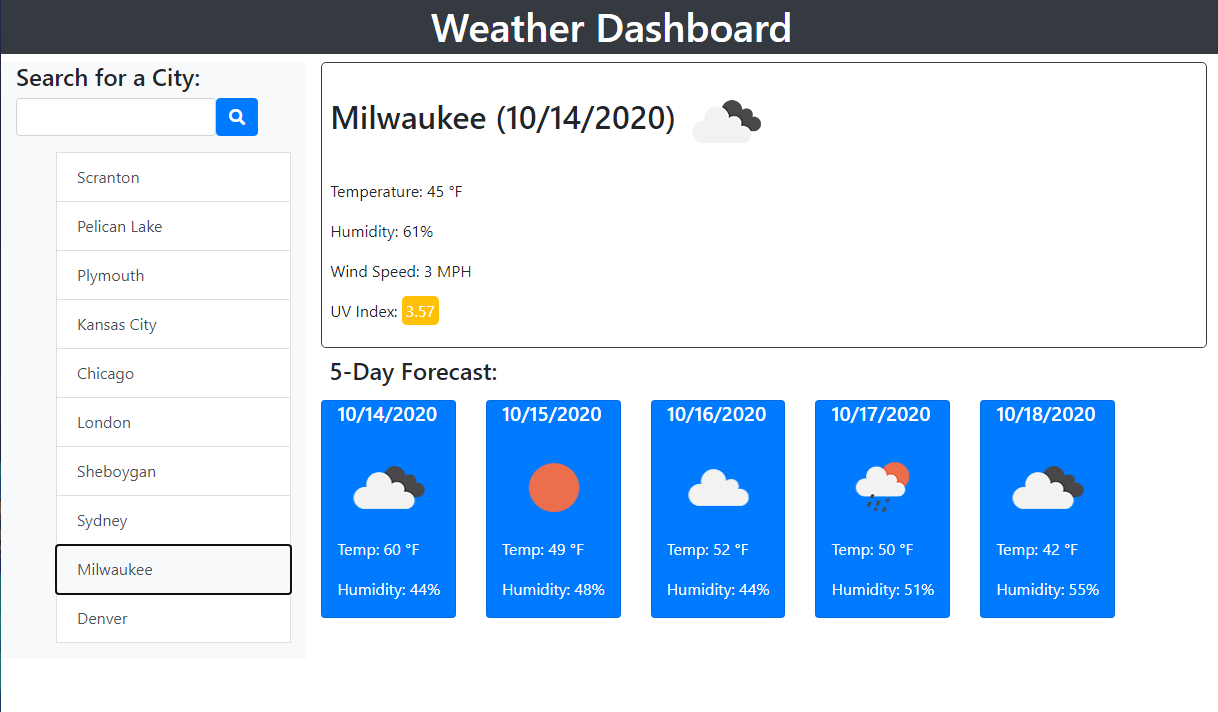 Weather Dashboard
Search for a City:
Scranton
Pelican Lake
Plymouth
Kansas City
Chicago
London
Sheboygan
Sydney
Milwaukee
Denver
Milwaukee (10/14/2020)
Temperature: 45 °F
Humidity: 61%
Wind Speed: 3 MPH
UV Index: 3.57
5-Day Forecast:
10/14/2020
Temp: 60 °F
Humidity: 44%
10/15/2020
Temp: 49 °F
Humidity: 48%
10/16/2020
Temp: 52 °F
Humidity: 44%
10/17/2020
Temp: 50 °F
Humidity: 51%
10/18/2020
Temp: 42 °F
Humidity: 55%